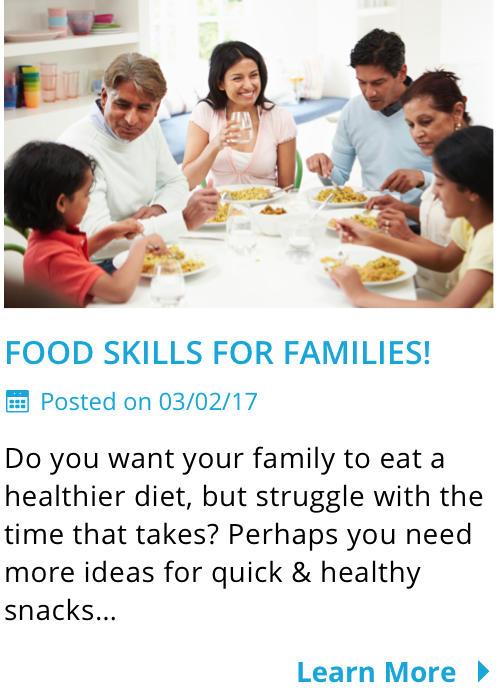 FOOD SKILLS FOR FAMILIES!
Posted on 03/02/17
Do you want your family to eat a
healthier diet, but struggle with the
time that takes? Perhaps you need
more ideas for quick & healthy
snacks...
Learn More